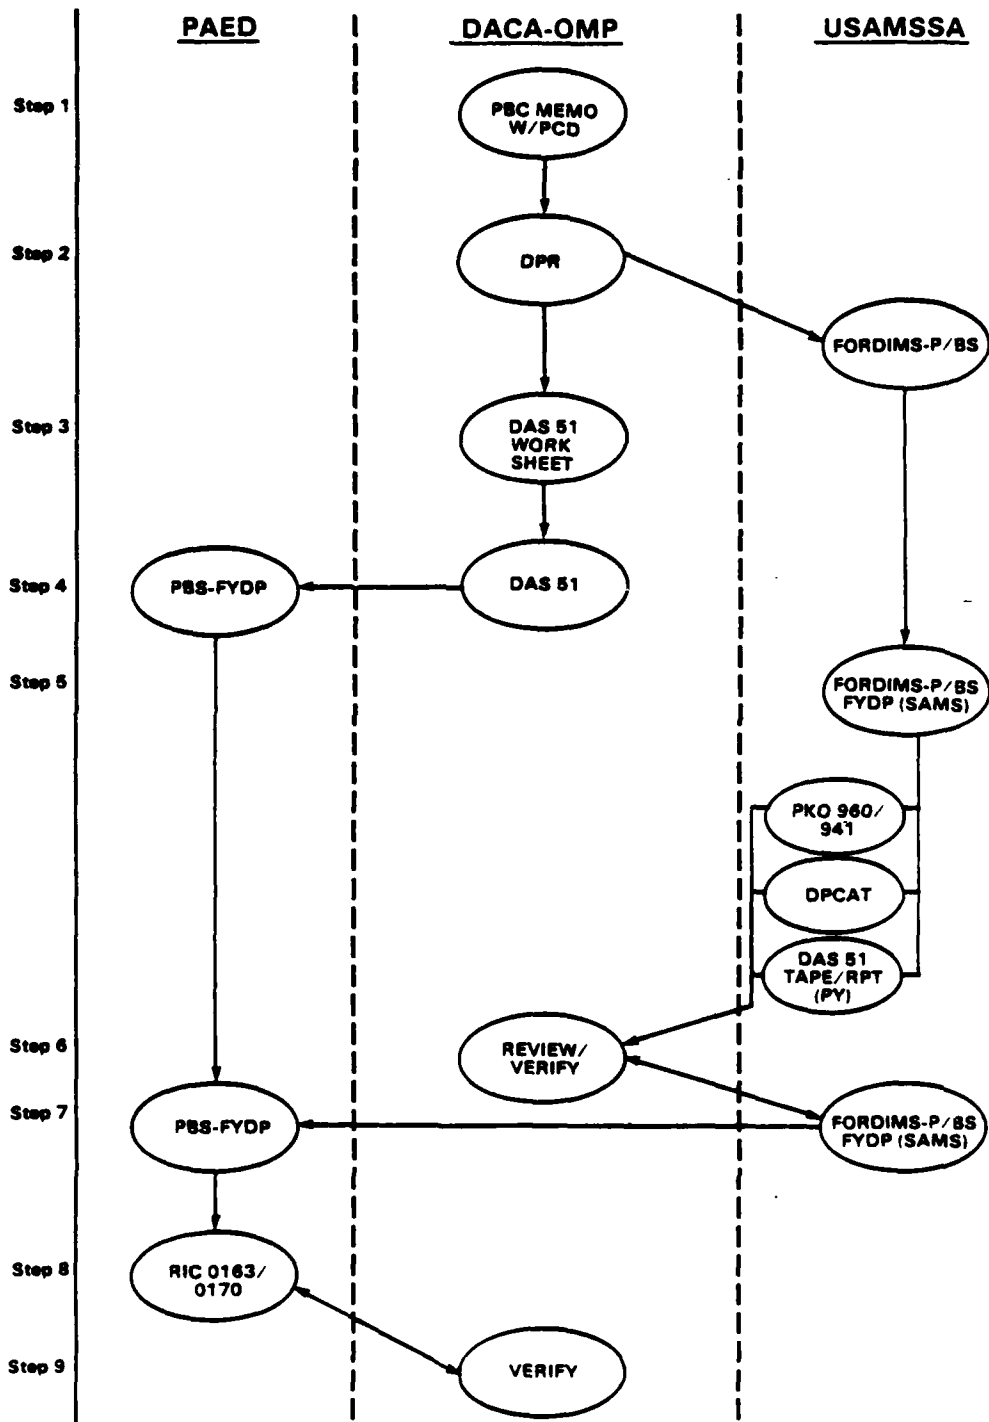 PAED DACA-OMP USAMSSA
Step 1
PBC MEMO
W/PCD
Step 2
DPR
FORDIMS-P/BS
Step 3
DAS 51
WORK
SHEET
Step 4
PBS-FYDP
DAS 51
Step 5
FORDIMS-P/BS
FYDP (SAMS)
PKO 960/
941
DPCAT
DAS 51
TAPE/RPT
(PY)
Step 6
REVIEW/
VERIFY
Step 7
PBS-FYDP
FORDIMS-P/BS
FYDP (SAMS)
Step 8
RIC 0163/
0170
Step 9
VERIFY